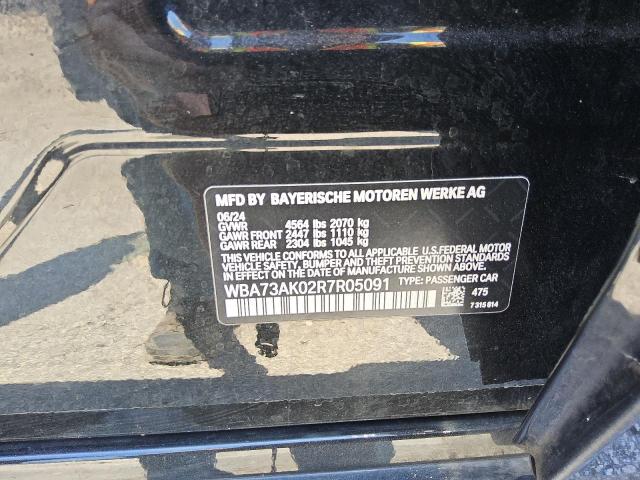 MFD BY BAYERISCHE MOTOREN WERKE AG
06/24
GVWR 4564 lbs 2070 kg
GAWR FRONT 2447 lbs 1110 kg
GAWR REAR 2304 lbs 1045 kg
THIS VEHICLE CONFORMS TO ALL APPLICABLE U.S.FEDERAL MOTOR
VEHICLE SAFETY, BUMPER, AND THEFT PREVENTION STANDARDS
IN EFFECT ON THE DATE OF MANUFACTURE SHOWN ABOVE.
WBA73AK02R7R05091 TYPE: PASSENGER CAR
475
7 315 614